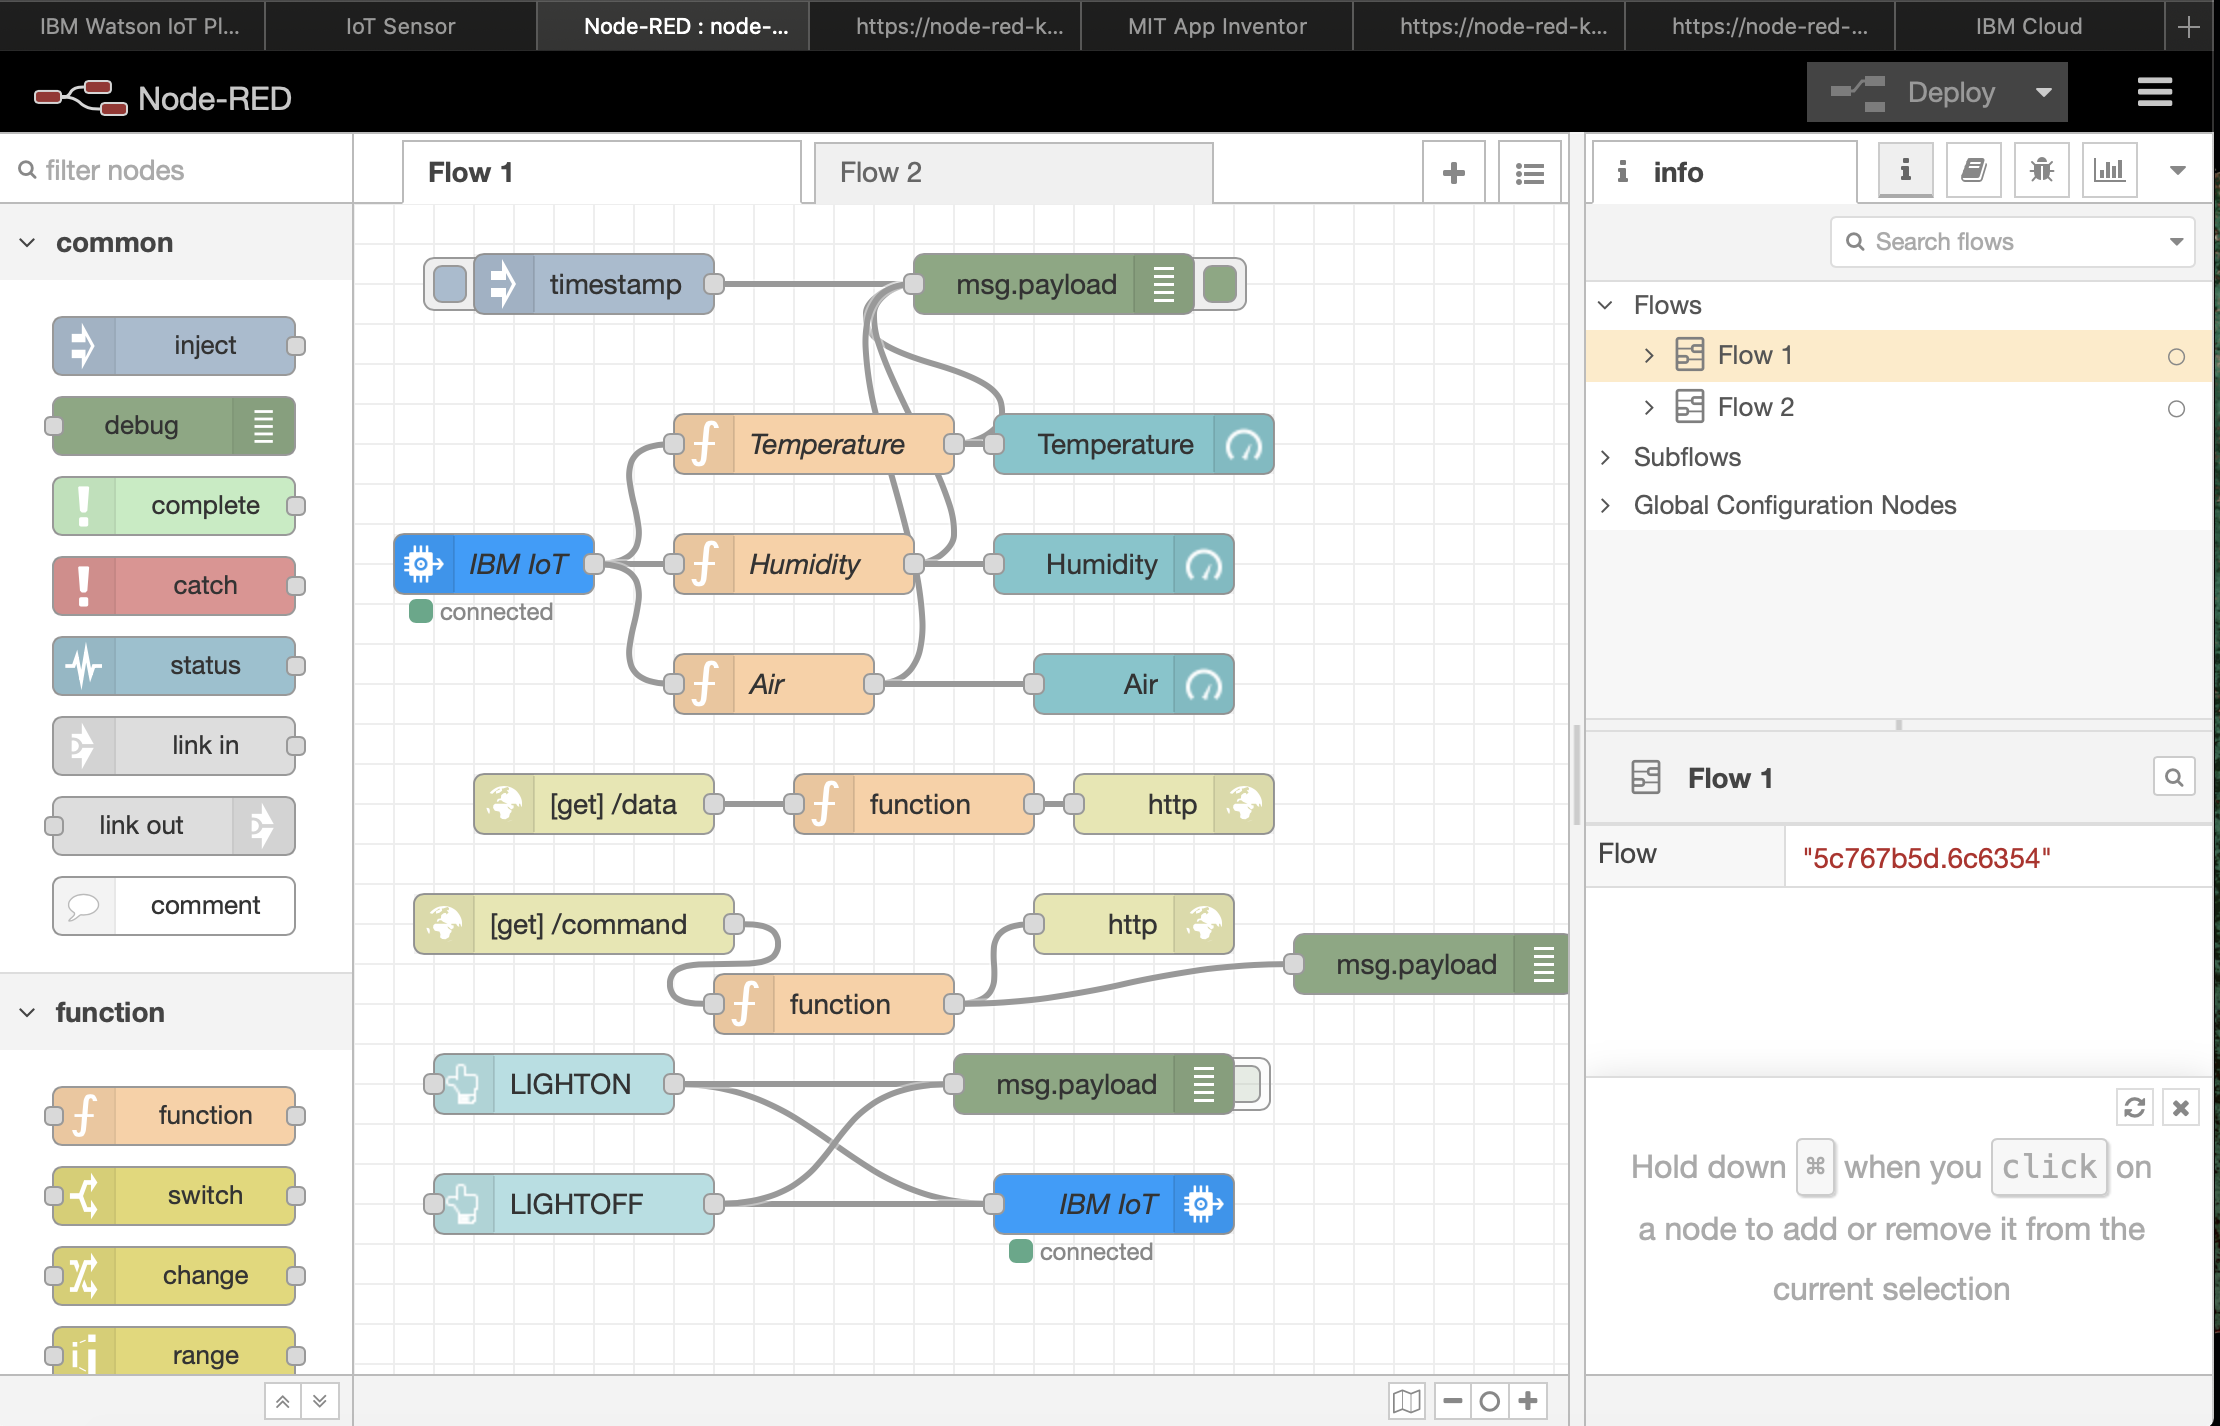 IBM Watson IoT Pl...
IoT Sensor
Node-RED : node-...
https://node-red-k...
MIT App Inventor
https://node-red-k...
https://node-red-...
IBM Cloud
Node-RED
Deploy
filter nodes
Flow 1
Flow 2
info
common
Search flows
inject
debug
complete
catch
status
link in
link out
comment
function
function
switch
change
range
timestamp
msg.payload
Temperature
Temperature
IBM IoT
connected
Humidity
Humidity
Air
Air
[get] /data
function
http
[get] /command
http
msg.payload
function
LIGHTON
msg.payload
LIGHTOFF
IBM IoT
connected
Flows
Flow 1
Flow 2
Subflows
Global Configuration Nodes
Flow 1
Flow
"5c767b5d.6c6354"
Hold down ⌘ when you click on
a node to add or remove it from the
current selection